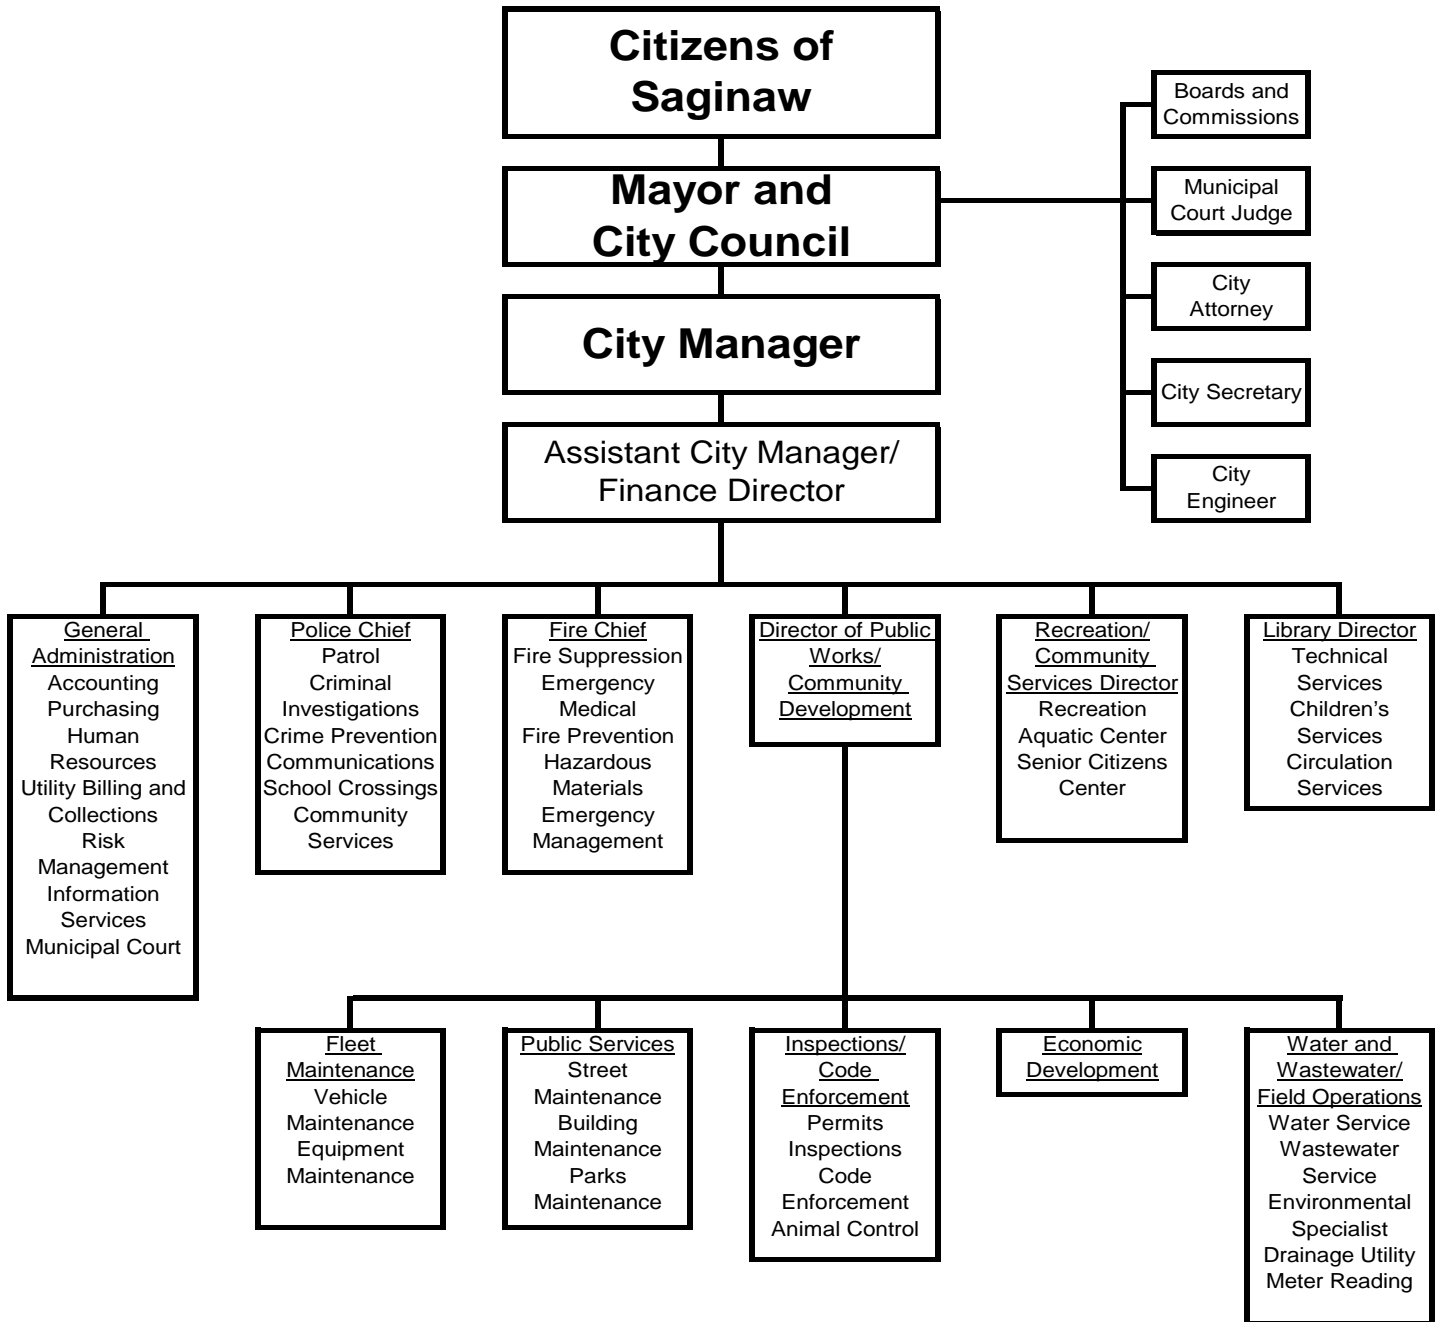 Citizens of
Saginaw
Mayor and
City Council
City Manager
Assistant City Manager/
Finance Director
Boards and
Commissions
Municipal
Court Judge
City
Attorney
City Secretary
City
Engineer
General
Administration
Accounting
Purchasing
Human
Resources
Utility Billing and
Collections
Risk
Management
Information
Services
Municipal Court
Police Chief
Patrol
Criminal
Investigations
Crime Prevention
Communications
School Crossings
Community
Services
Fire Chief
Fire Suppression
Emergency
Medical
Fire Prevention
Hazardous
Materials
Emergency
Management
Director of Public
Works/
Community
Development
Recreation/
Community
Services Director
Recreation
Aquatic Center
Senior Citizens
Center
Library Director
Technical
Services
Children’s
Services
Circulation
Services
Fleet
Maintenance
Vehicle
Maintenance
Equipment
Maintenance
Public Services
Street
Maintenance
Building
Maintenance
Parks
Maintenance
Inspections/
Code
Enforcement
Permits
Inspections
Code
Enforcement
Animal Control
Economic
Development
Water and
Wastewater/
Field Operations
Water Service
Wastewater
Service
Environmental
Specialist
Drainage Utility
Meter Reading